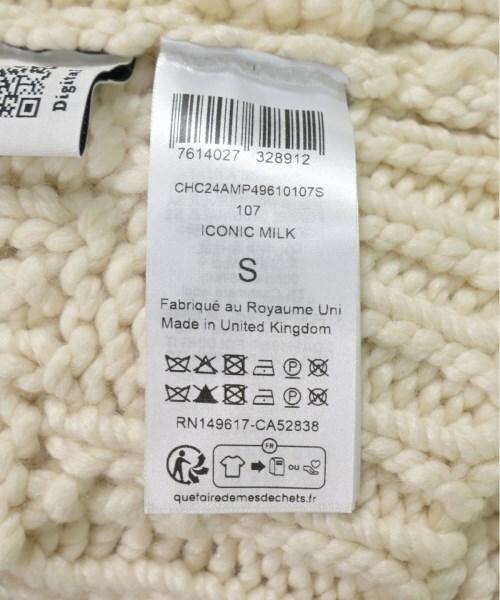 Digital
7614027 328912
CHC24AMP49610107S
107
ICONIC MILK
S
Fabriqué au Royaume Uni
Made in United Kingdom
P
P
RN149617-CA52838
FR
OU
quefairedemesdechets.fr